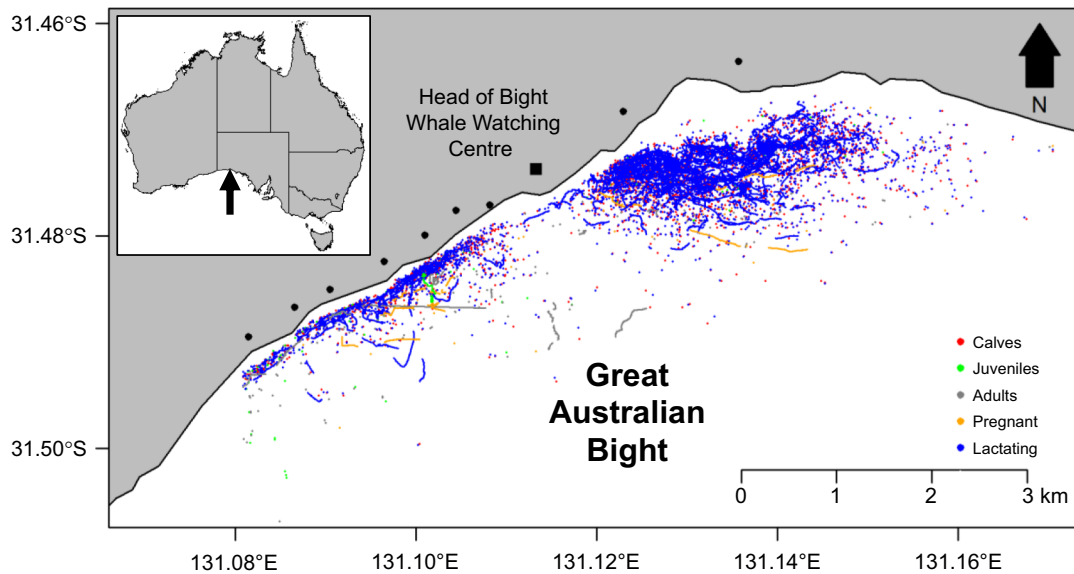 31.46°S
31.48°S
31.50°S
Head of Bight
Whale Watching
Centre
N
Great
Australian
Bight
Calves
Juveniles
Adults
Pregnant
Lactating
0 1 2 3 km
131.08°E 131.10°E 131.12°E 131.14°E 131.16°E